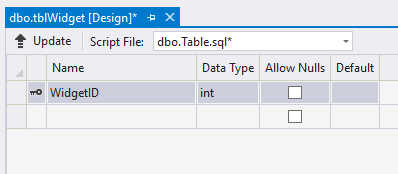 dbo.tblWidget [Design]*
Update Script File: dbo.Table.sql*
Name Data Type Allow Nulls Default
WidgetID int